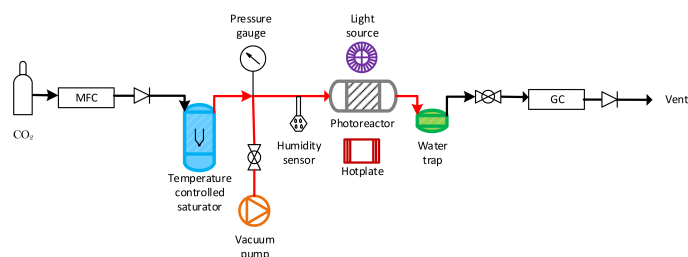 Pressure
gauge
Light
source
MFC
GC
Vent
CO₂
Photoreactor
Humidity
sensor
Water
trap
Hotplate
Temperature
controlled
saturator
Vacuum
pump